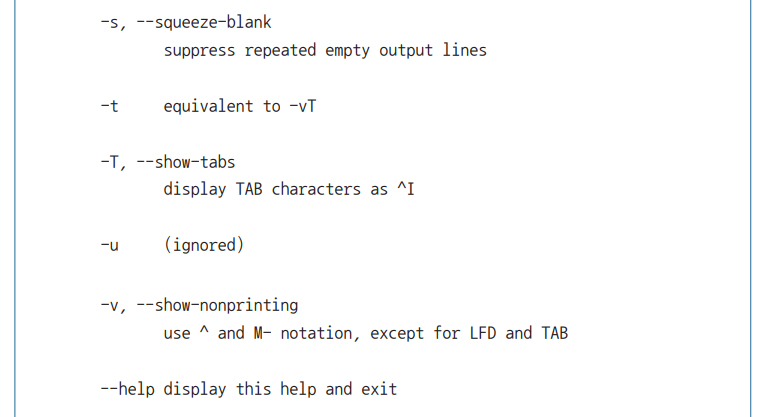 -s, --squeeze-blank
suppress repeated empty output lines
-t equivalent to -vT
-T, --show-tabs
display TAB characters as ^I
-u (ignored)
-v, --show-nonprinting
use ^ and M- notation, except for LFD and TAB
--help display this help and exit